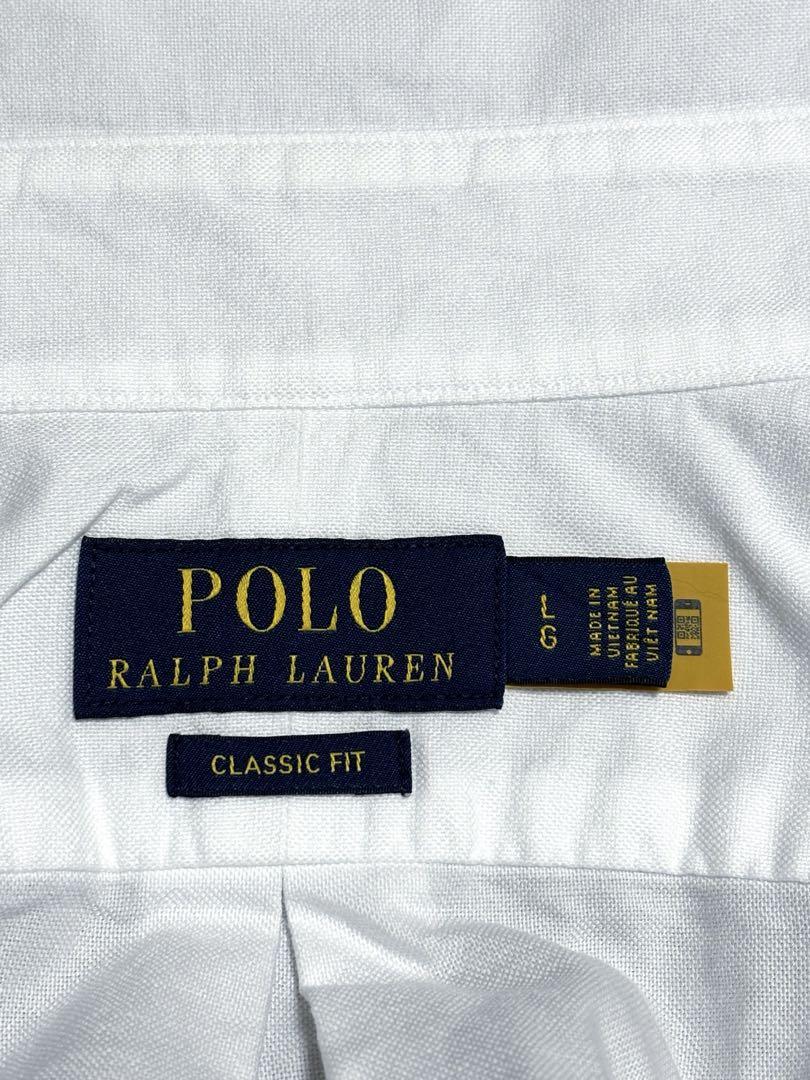 POLO
RALPH LAUREN
L
G
MADE IN
VIETNAM
FABRIQUÉ AU
VIÊT NAM
CLASSIC FIT